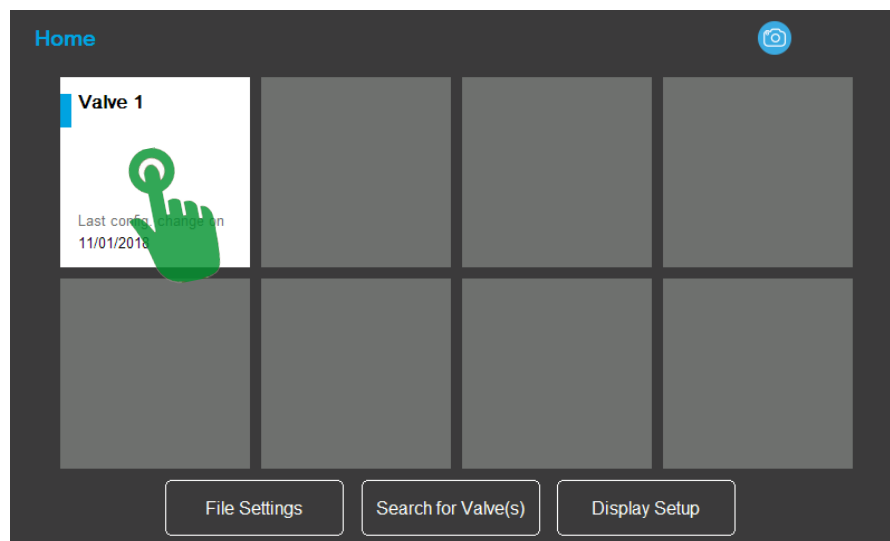 Home
Valve 1
Last config. change on
11/01/2018
File Settings
Search for Valve(s)
Display Setup